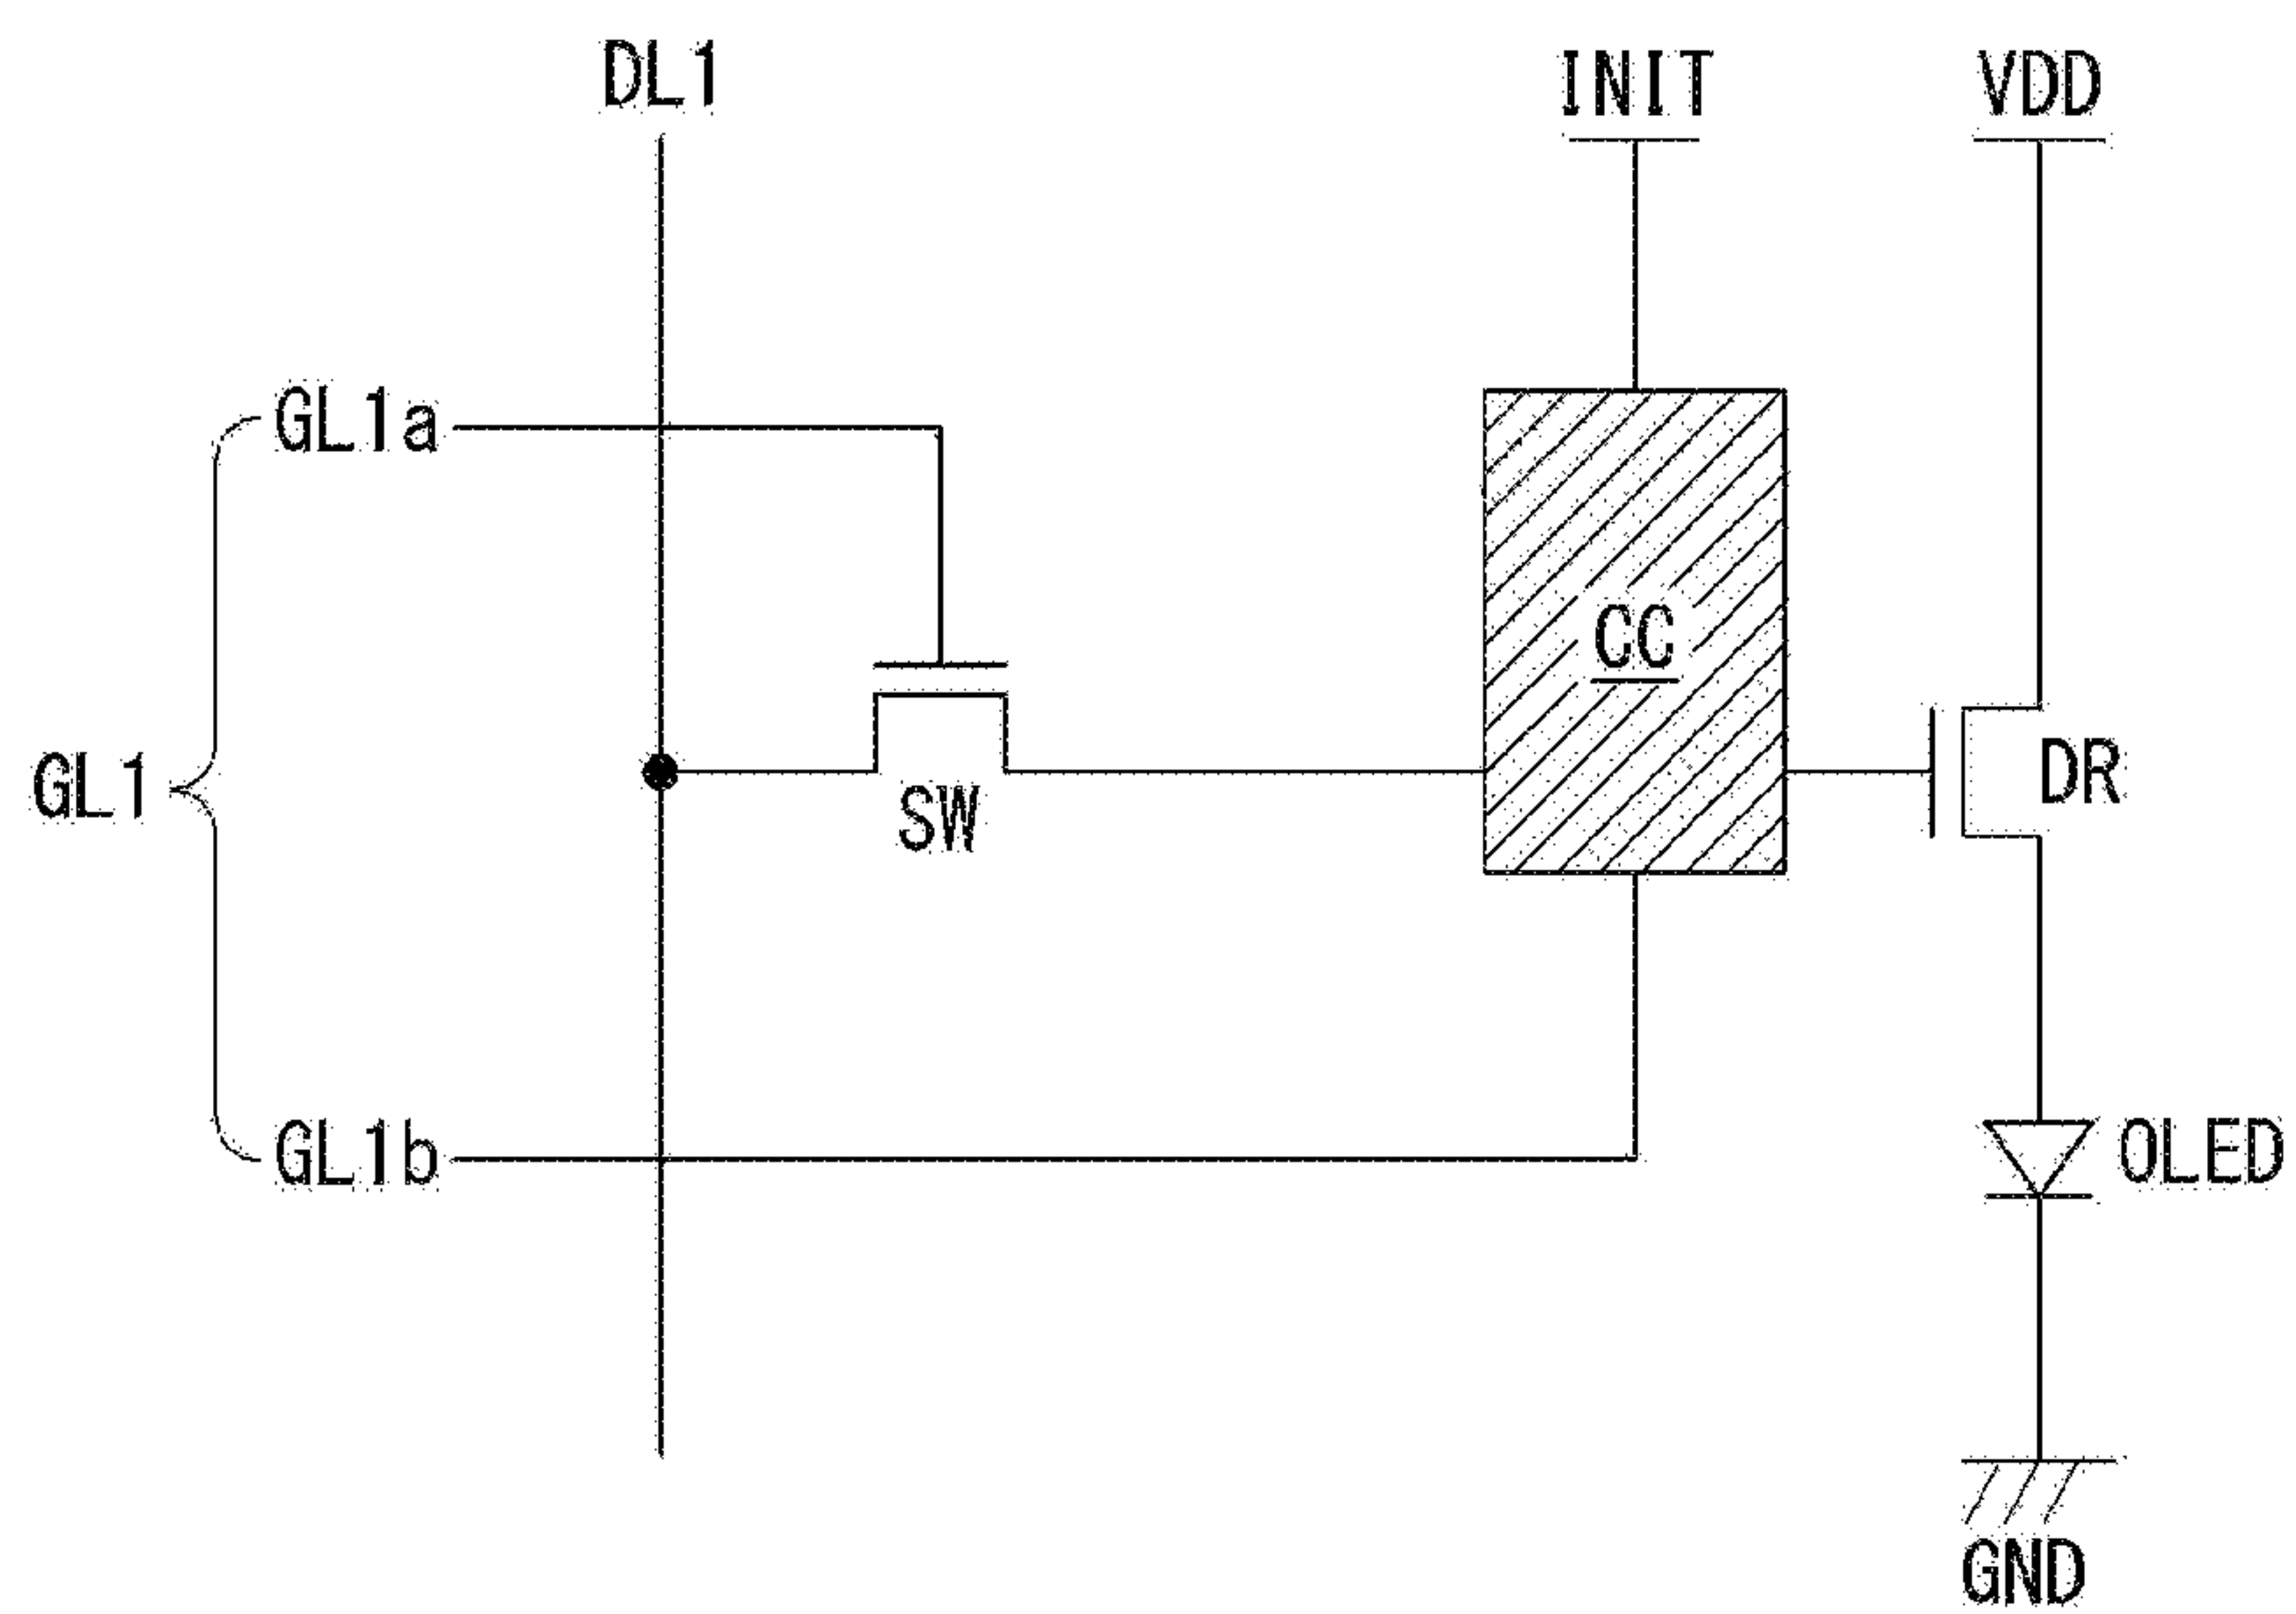 DL1
INIT
VDD
GL1a
CC
GL1
SW
DR
GL1b
OLED
GND